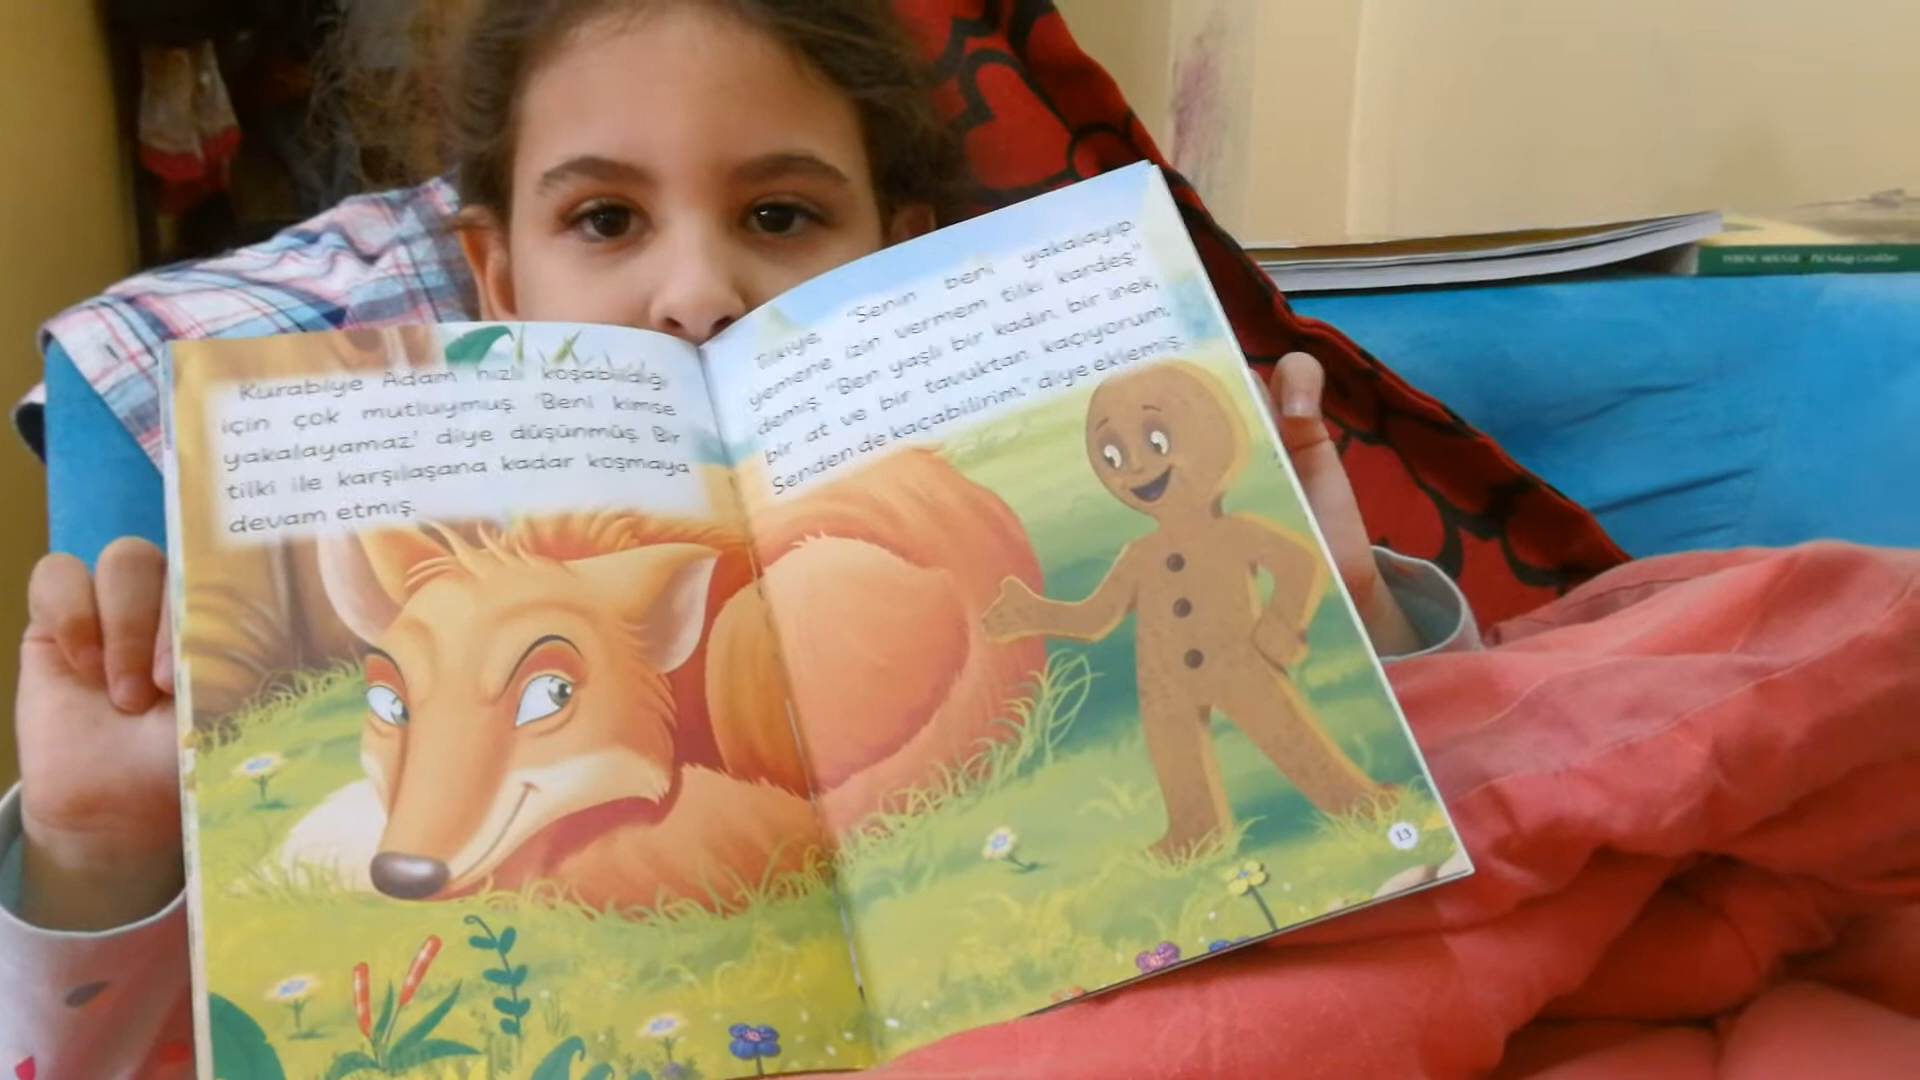 Kurabiye Adam hızlı koşabildiği
için çok mutluymuş. 'Beni kimse
yakalayamaz' diye düşünmüş. Bir
tilki ile karşılaşana kadar koşmaya
devam etmiş.
tilkiye, "Senin beni yakalayıp,
yemene izin vermem tilki kardeş."
demiş. "Ben yaşlı bir kadın, bir inek,
bir at ve bir tavuktan kaçıyorum.
Senden de kaçabilirim." diye eklemiş.
13